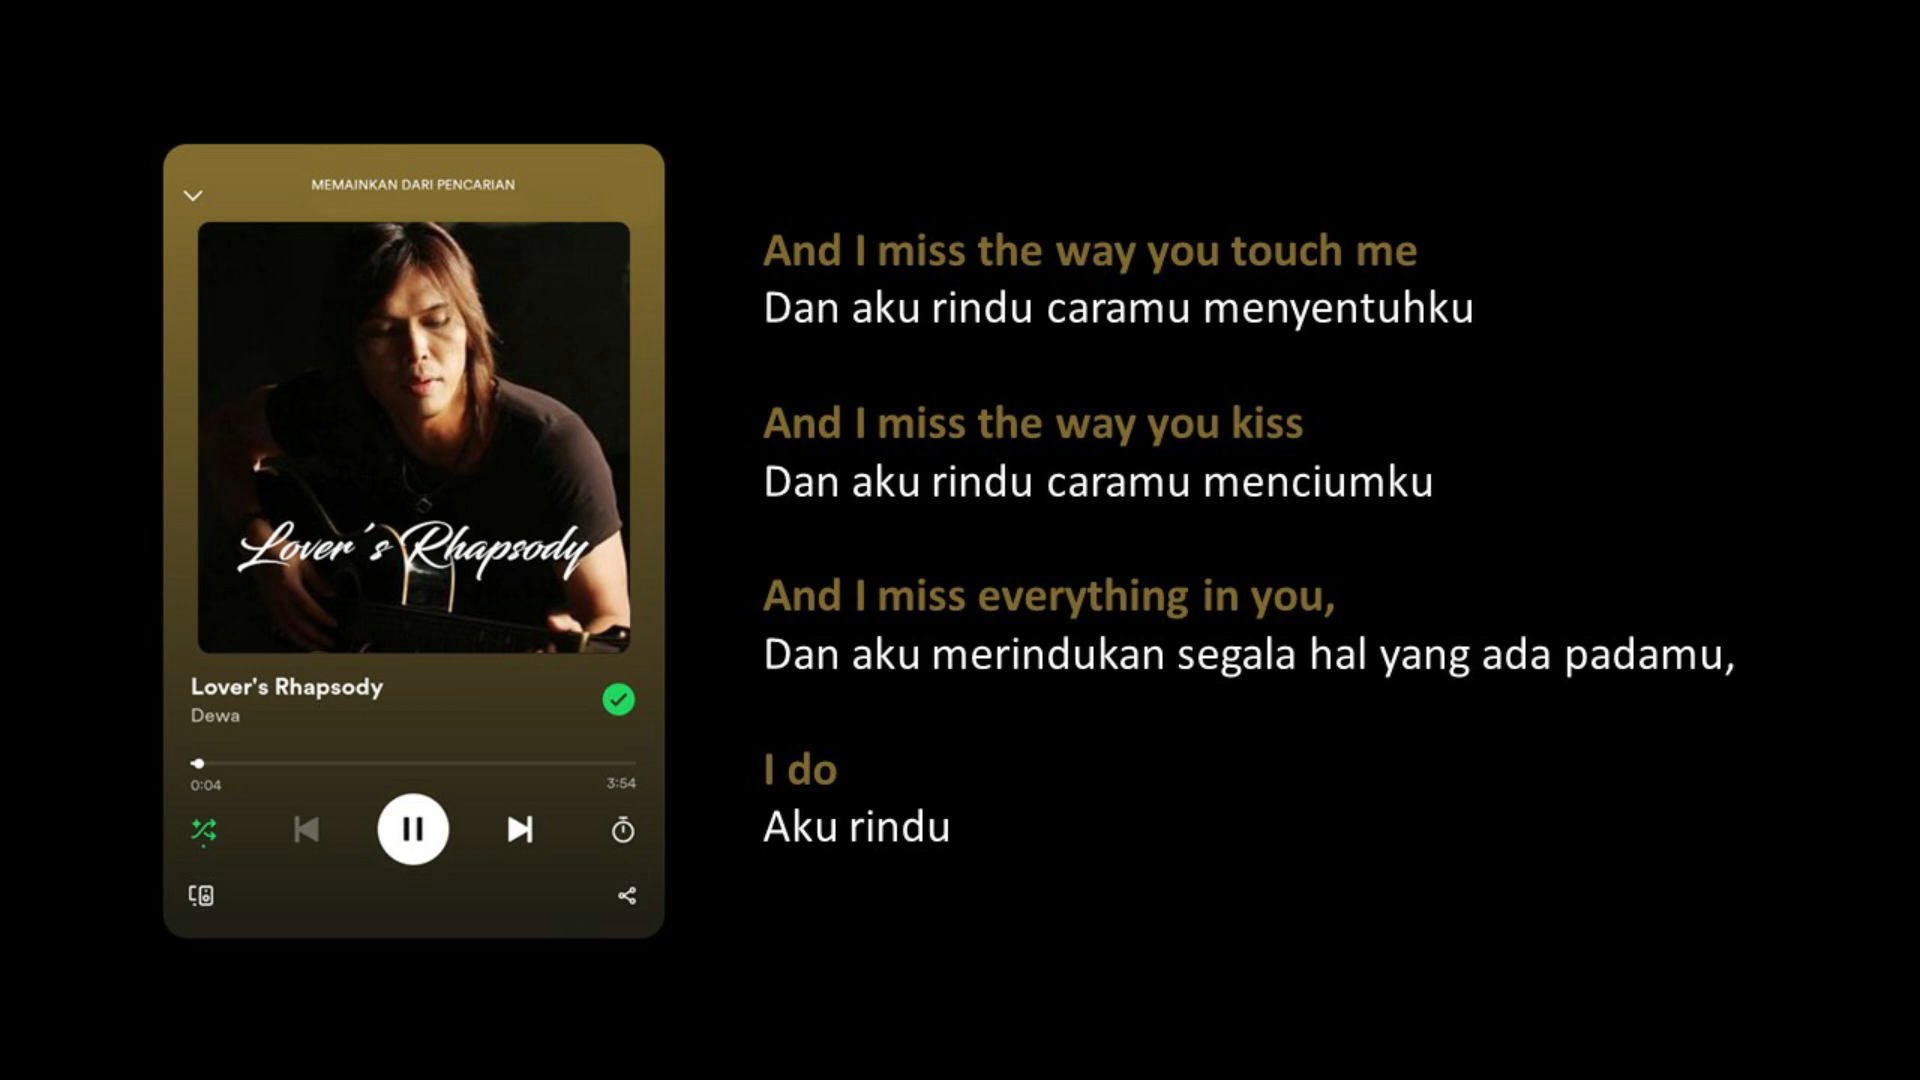 MEMAINKAN DARI PENCARIAN
Lover's Rhapsody
Lover's Rhapsody
Dewa
0:04
3:54
And I miss the way you touch me
Dan aku rindu caramu menyentuhku
And I miss the way you kiss
Dan aku rindu caramu menciumku
And I miss everything in you,
Dan aku merindukan segala hal yang ada padamu,
I do
Aku rindu